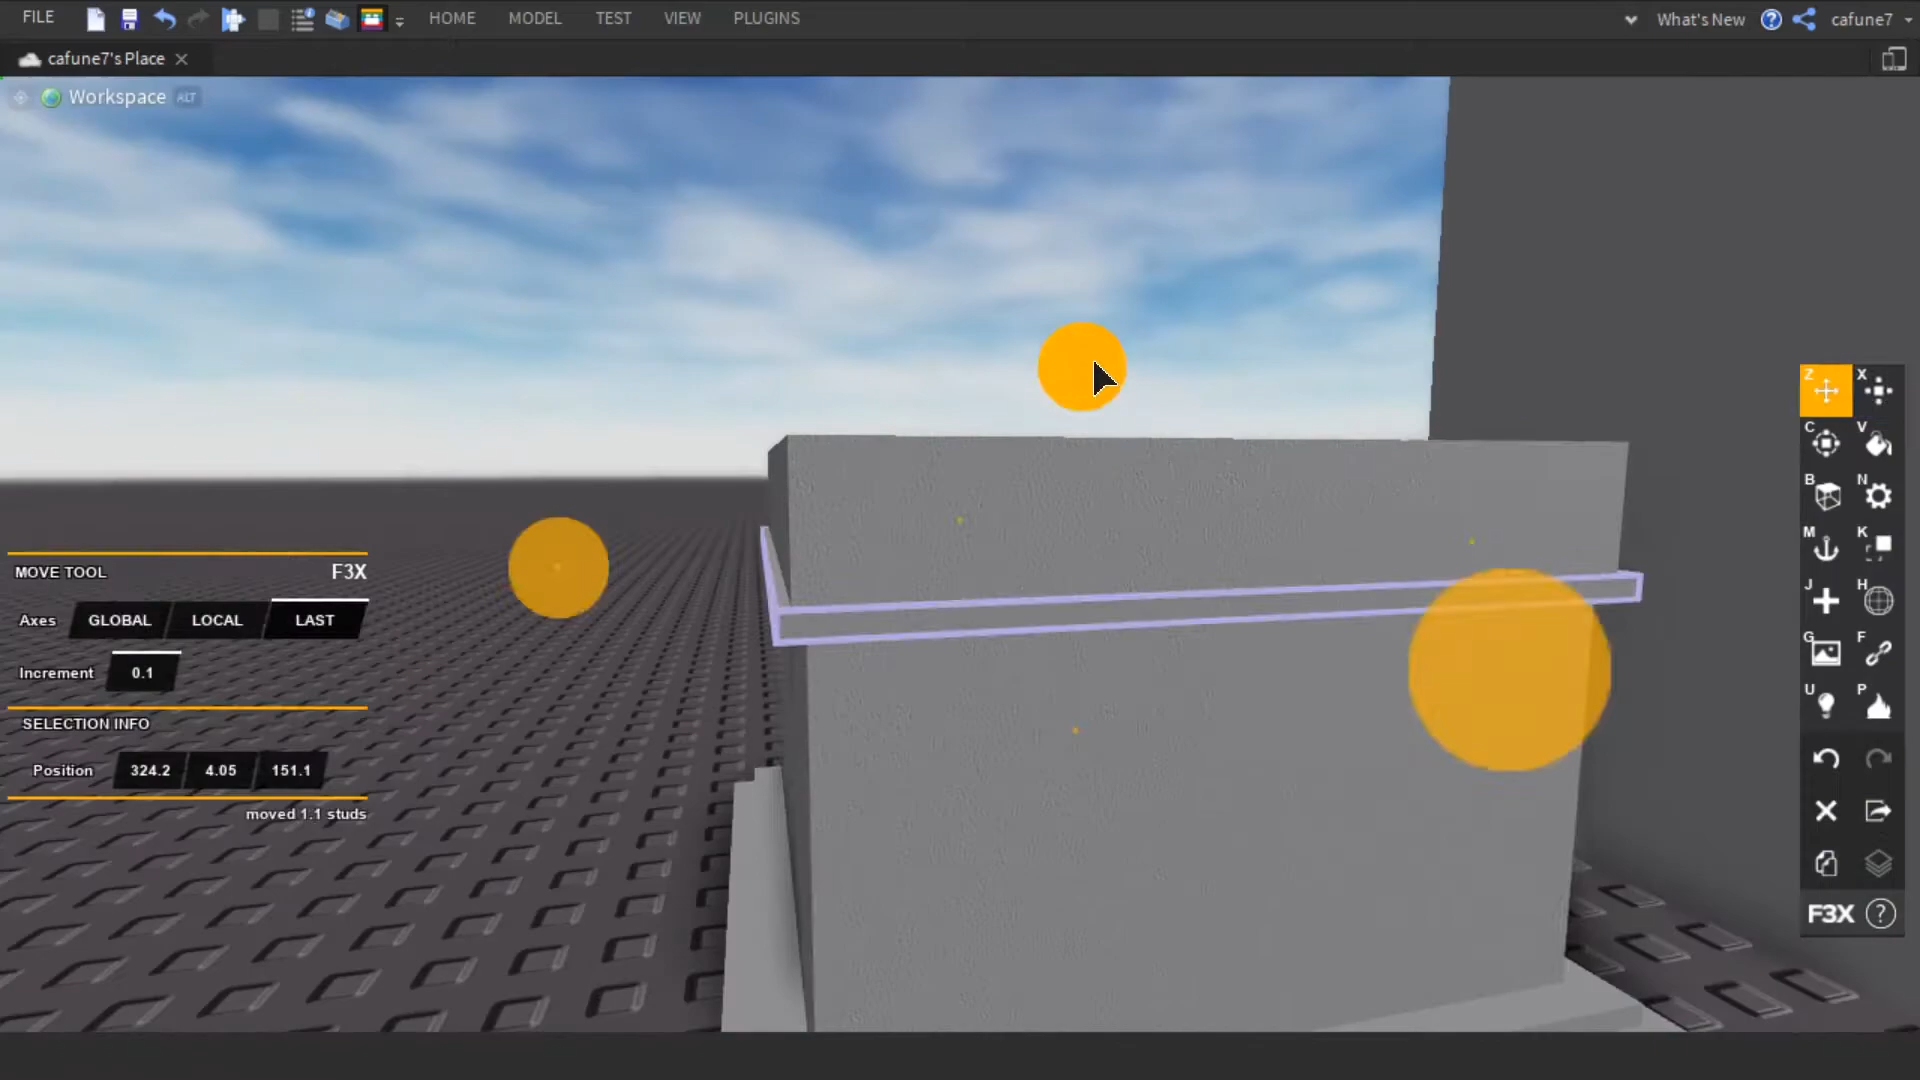 FILE HOME MODEL TEST VIEW PLUGINS What's New ? cafune7
cafune7's Place
Workspace ALT
MOVE TOOL F3X
Axes GLOBAL LOCAL LAST
Increment 0.1
SELECTION INFO
Position 324.2 4.05 151.1
moved 1.1 studs
Z X
C V
B N
M K
J H
G F
U P
F3X ?